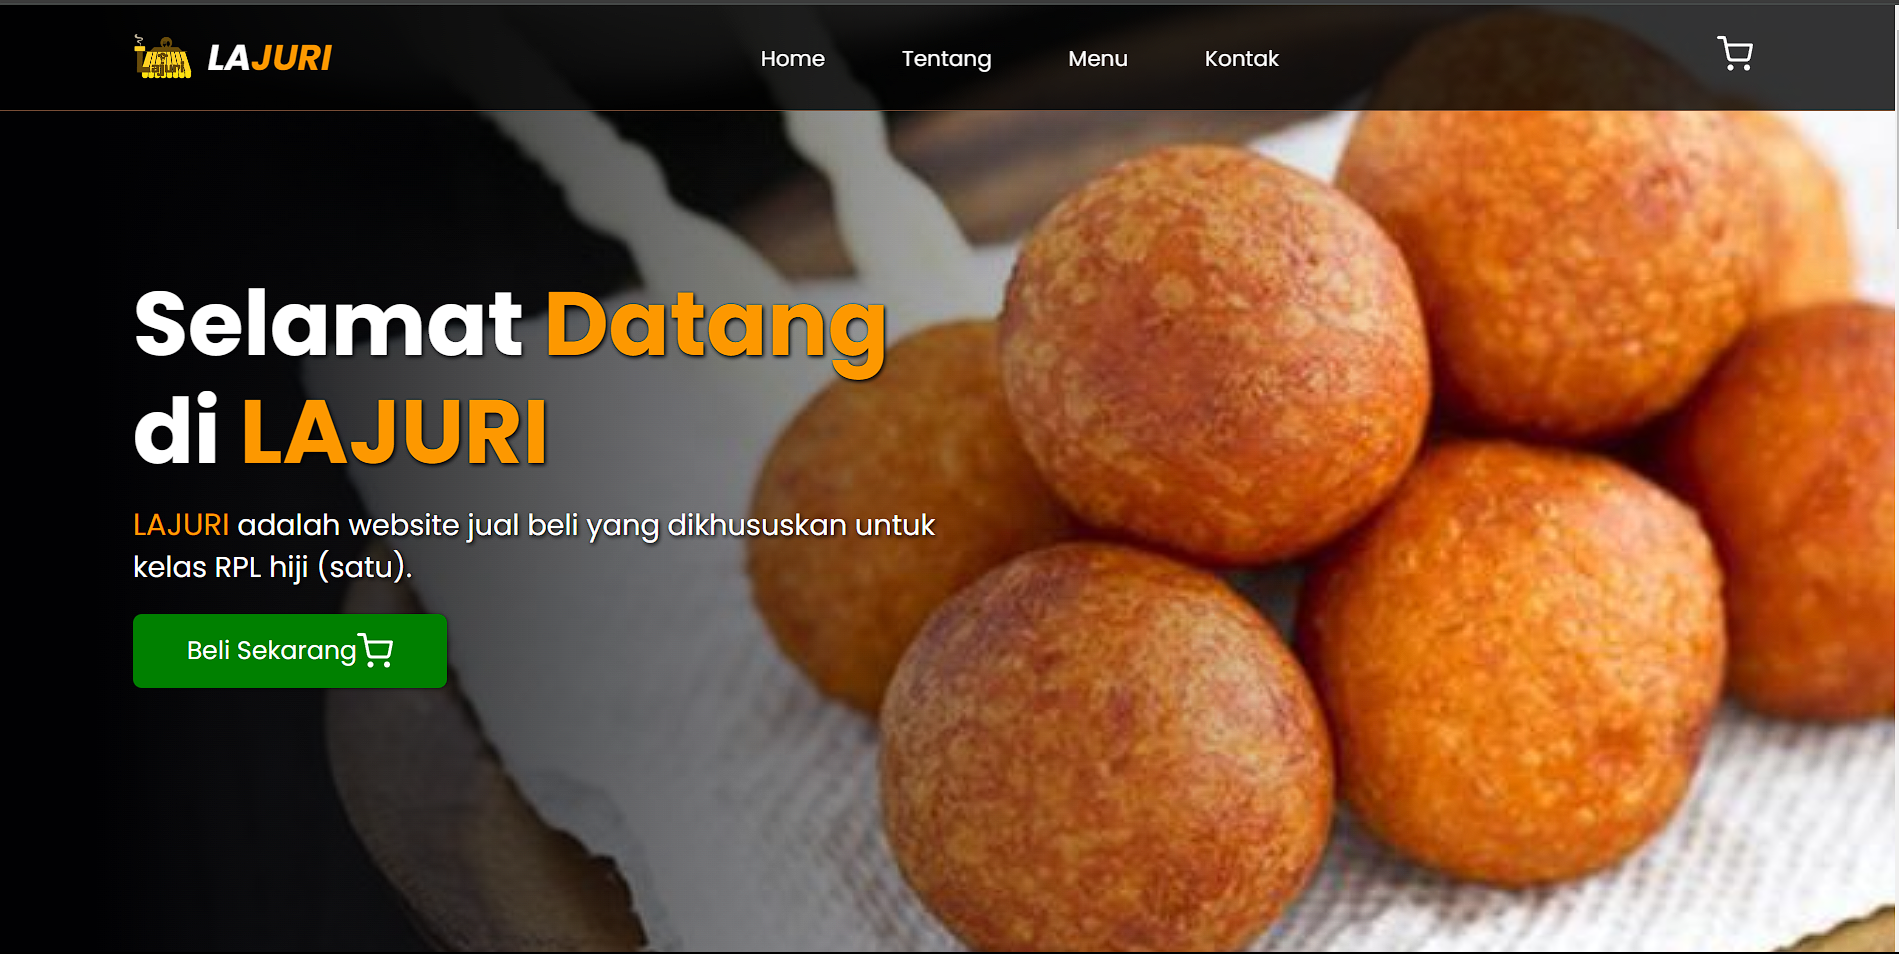 LAJURI
Home
Tentang
Menu
Kontak
Selamat Datang
di LAJURI
LAJURI adalah website jual beli yang dikhususkan untuk
kelas RPL hiji (satu).
Beli Sekarang